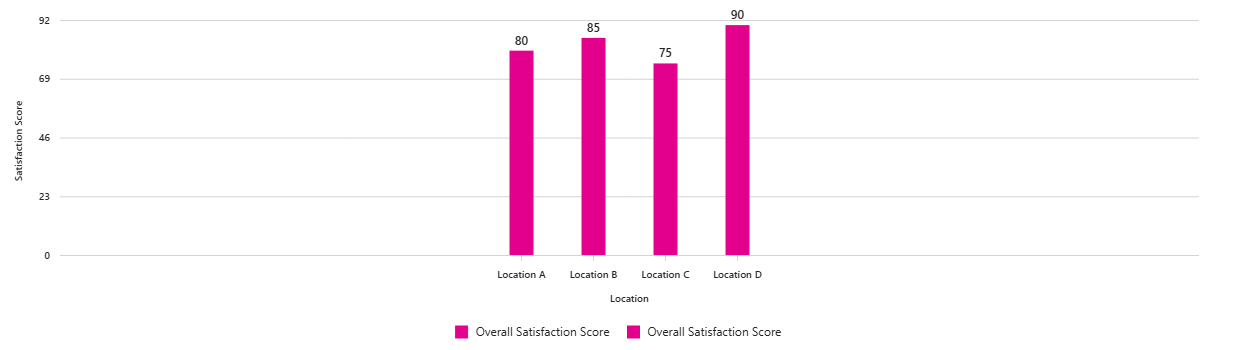 Satisfaction Score
92
69
46
23
0
80
85
75
90
Location A Location B Location C Location D
Location
Overall Satisfaction Score Overall Satisfaction Score